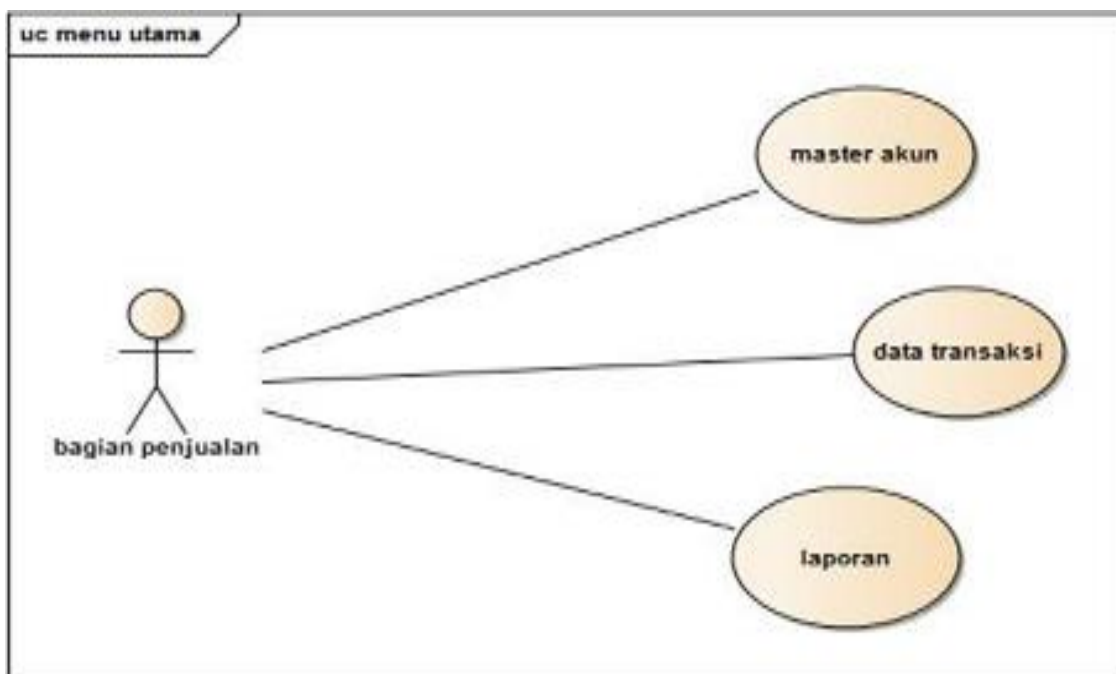 uc menu utama
master akun
data transaksi
bagian penjualan
laporan